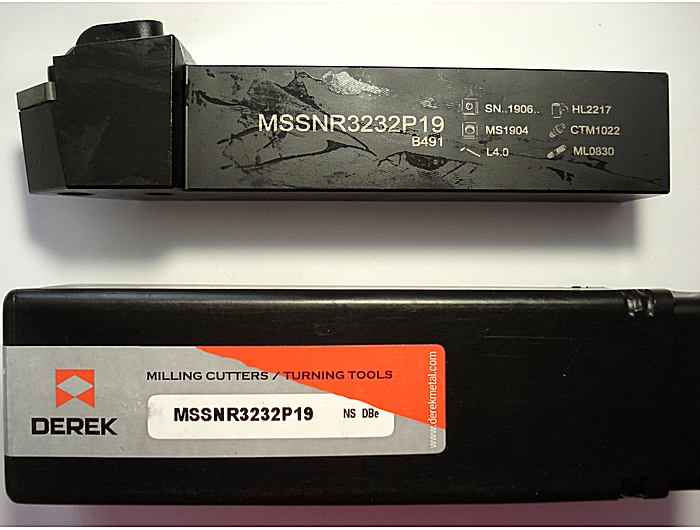 MSSNR3232P19
B491
SN..1906..
HL2217
MS1904
CTM1022
L4.0
ML0830
MILLING CUTTERS / TURNING TOOLS
DEREK
MSSNR3232P19 NS DBe
www.derekmetal.com